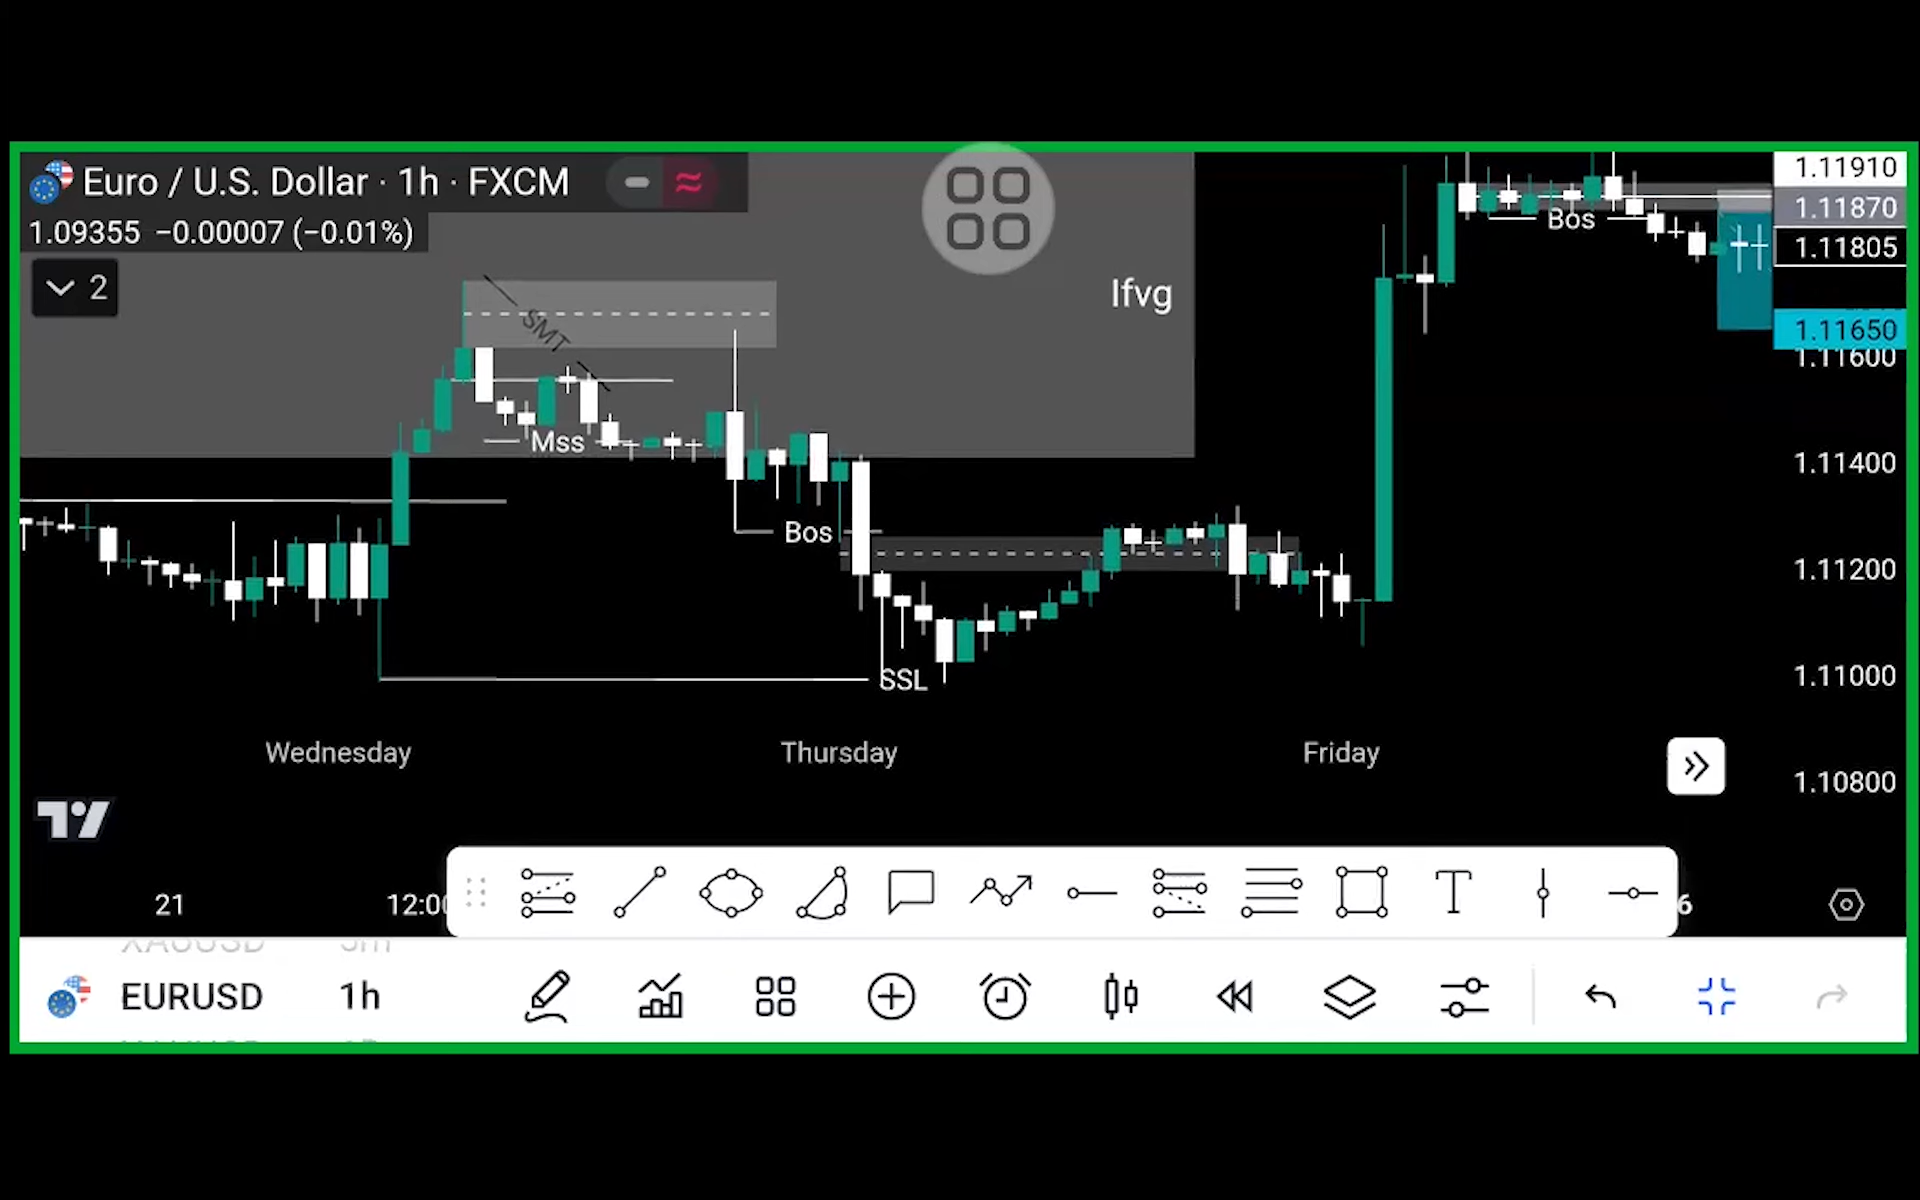 Euro / U.S. Dollar · 1h · FXCM
1.09355 −0.00007 (−0.01%)
2
SMT
Mss
Bos
SSL
Ifvg
Bos
1.11910
1.11870
1.11805
1.11650
1.11600
1.11400
1.11200
1.11000
1.10800
Wednesday
Thursday
Friday
21
12:00
6
XAUUSD
EURUSD 1h